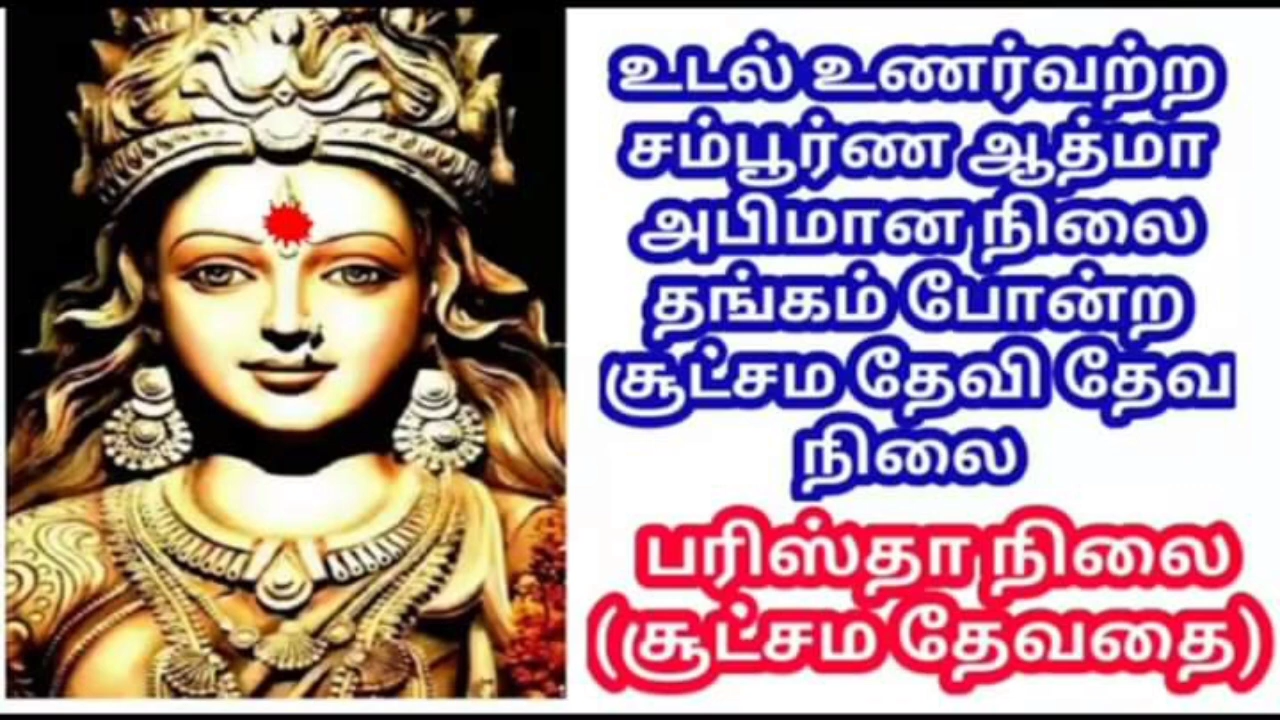 உடல் உணர்வற்ற
சம்பூர்ண ஆத்மா
அபிமான நிலை
தங்கம் போன்ற
சூட்சம தேவி தேவ
நிலை
பரிஸ்தா நிலை
(சூட்சம தேவதை)